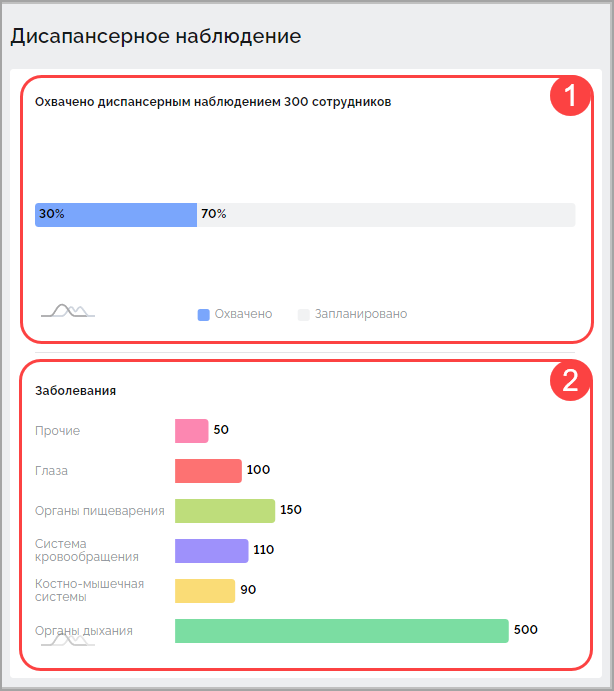 Дисапансерное наблюдение
1
Охвачено диспансерным наблюдением 300 сотрудников
30% 70%
Охвачено Запланировано
2
Заболевания
Прочие 50
Глаза 100
Органы пищеварения 150
Система
кровообращения 110
Костно-мышечная
системы 90
Органы дыхания 500